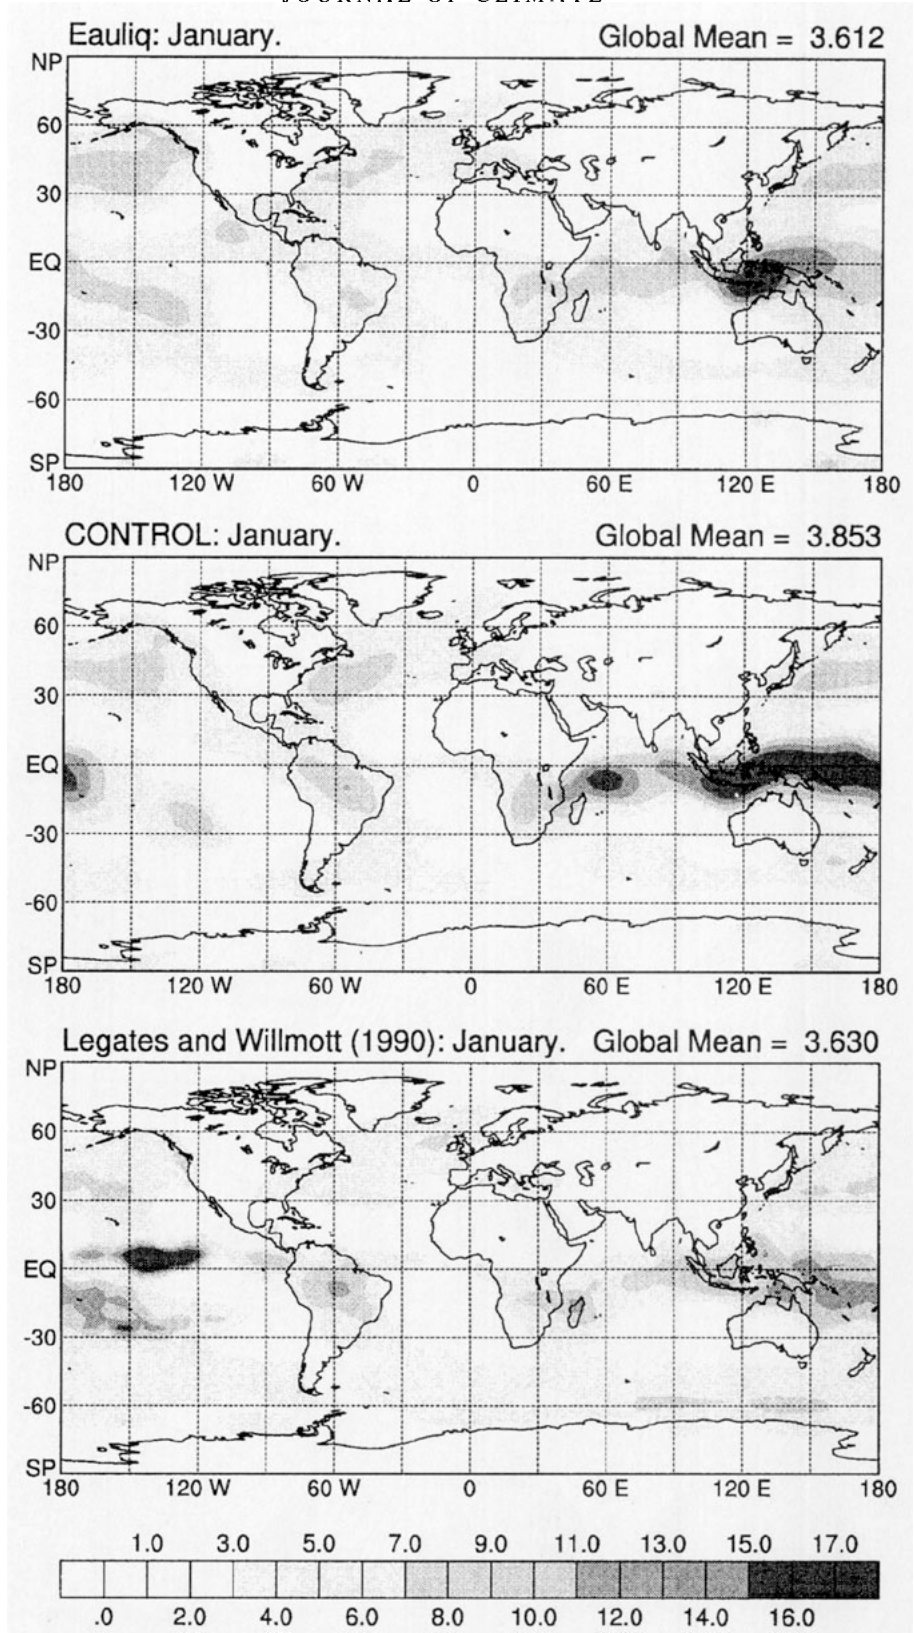 JOURNAL OF CLIMATE
Eauliq: January. Global Mean = 3.612
NP
60
30
EQ
-30
-60
SP
180 120 W 60 W 0 60 E 120 E 180
CONTROL: January. Global Mean = 3.853
NP
60
30
EQ
-30
-60
SP
180 120 W 60 W 0 60 E 120 E 180
Legates and Willmott (1990): January. Global Mean = 3.630
NP
60
30
EQ
-30
-60
SP
180 120 W 60 W 0 60 E 120 E 180
1.0 3.0 5.0 7.0 9.0 11.0 13.0 15.0 17.0
.0 2.0 4.0 6.0 8.0 10.0 12.0 14.0 16.0